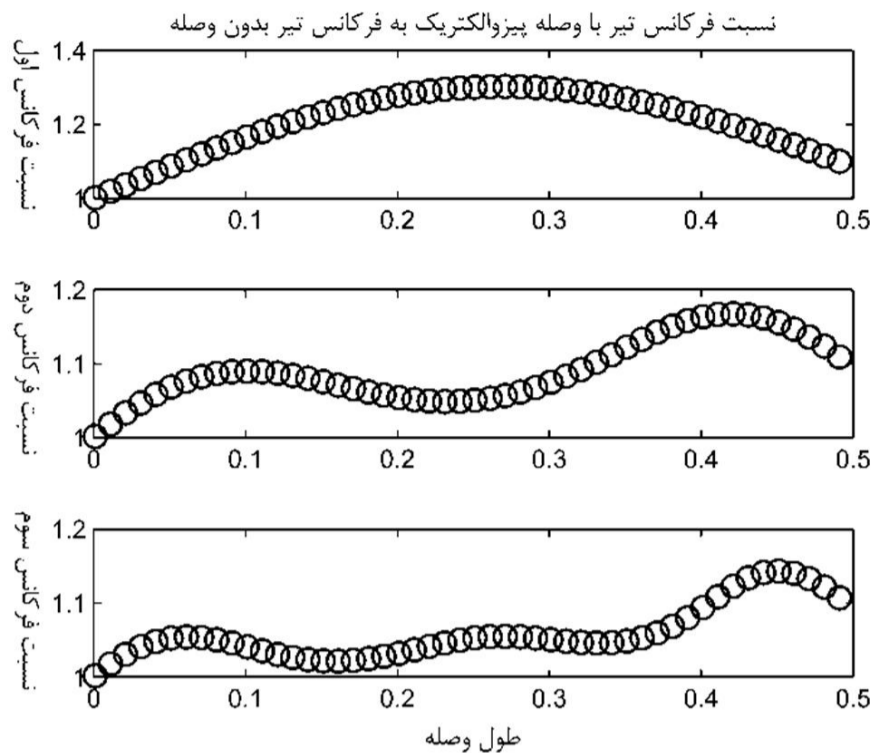 نسبت فرکانس تیر با وصله پیزوالکتریک به فرکانس تیر بدون وصله
نسبت فرکانس اول
1.4
1.2
1
0 0.1 0.2 0.3 0.4 0.5
نسبت فرکانس دوم
1.2
1.1
1
0 0.1 0.2 0.3 0.4 0.5
نسبت فرکانس سوم
1.2
1.1
1
0 0.1 0.2 0.3 0.4 0.5
طول وصله